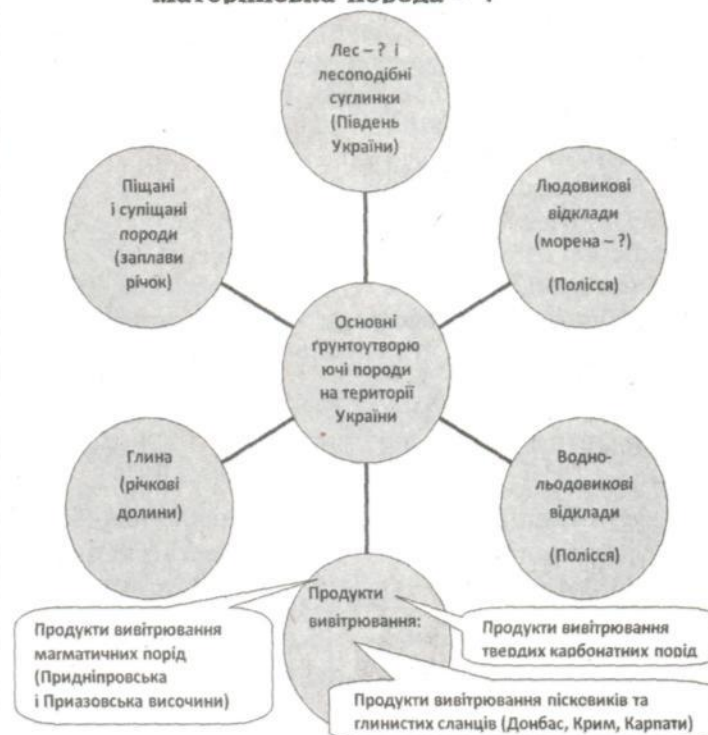 Лес – ? і
лесоподібні
суглинки
(Південь
України)
Піщані
і супіщані
породи
(заплави
річок)
Людовикові
відклади
(морена – ?)
(Полісся)
Основні
ґрунтоутворю
ючі породи
на території
України
Глина
(річкові
долини)
Водно-
льодовикові
відклади
(Полісся)
Продукти
вивітрювання:
Продукти вивітрювання
магматичних порід
(Придніпровська
і Приазовська височини)
Продукти вивітрювання
твердих карбонатних порід
Продукти вивітрювання пісковиків та
глинистих сланців (Донбас, Крим, Карпати)